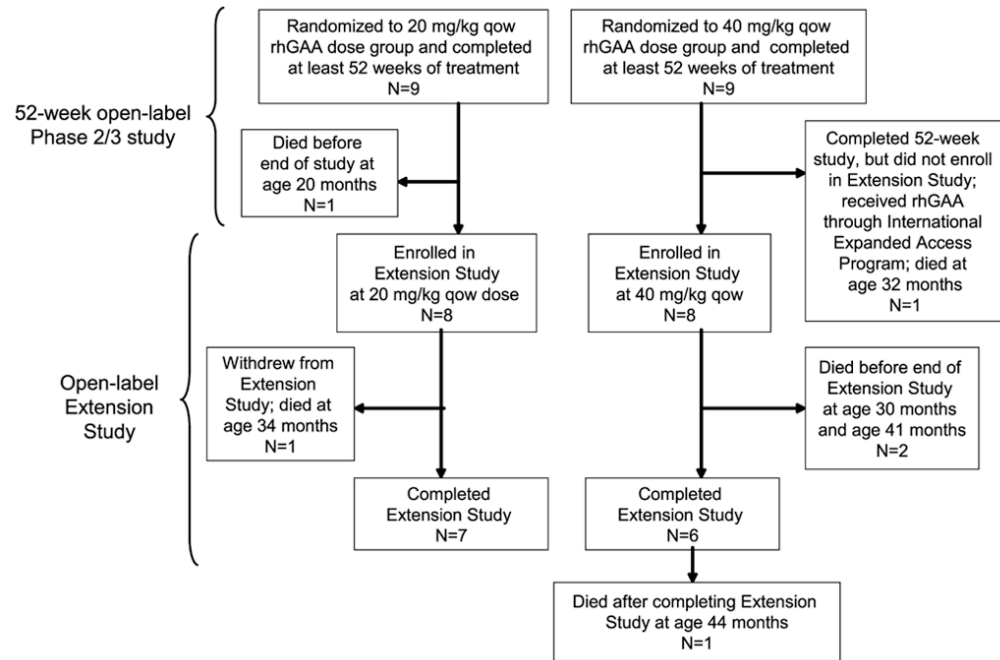 Randomized to 20 mg/kg qow
rhGAA dose group and completed
at least 52 weeks of treatment
N=9
Randomized to 40 mg/kg qow
rhGAA dose group and completed
at least 52 weeks of treatment
N=9
52-week open-label
Phase 2/3 study
Died before
end of study at
age 20 months
N=1
Completed 52-week
study, but did not enroll
in Extension Study;
received rhGAA
through International
Expanded Access
Program; died at
age 32 months
N=1
Enrolled in
Extension Study
at 20 mg/kg qow dose
N=8
Enrolled in
Extension Study
at 40 mg/kg qow
N=8
Open-label
Extension
Study
Withdrew from
Extension
Study; died at
age 34 months
N=1
Died before end of
Extension Study
at age 30 months
and age 41 months
N=2
Completed
Extension Study
N=7
Completed
Extension Study
N=6
Died after completing Extension
Study at age 44 months
N=1